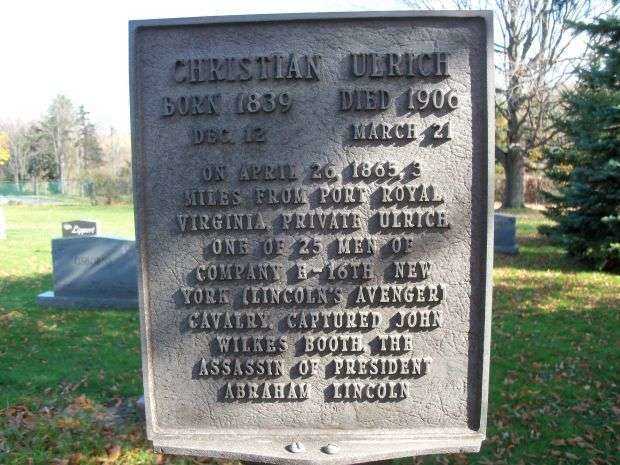 CHRISTIAN ULRICH
BORN 1839 DIED 1906
DEC. 12 MARCH 21
ON APRIL 26, 1865, 3
MILES FROM PORT ROYAL
VIRGINIA, PRIVATE ULRICH
ONE OF 25 MEN OF
COMPANY H-16TH NEW
YORK (LINCOLN'S AVENGER)
CAVALRY, CAPTURED JOHN
WILKES BOOTH, THE
ASSASSIN OF PRESIDENT
ABRAHAM LINCOLN
Lippert